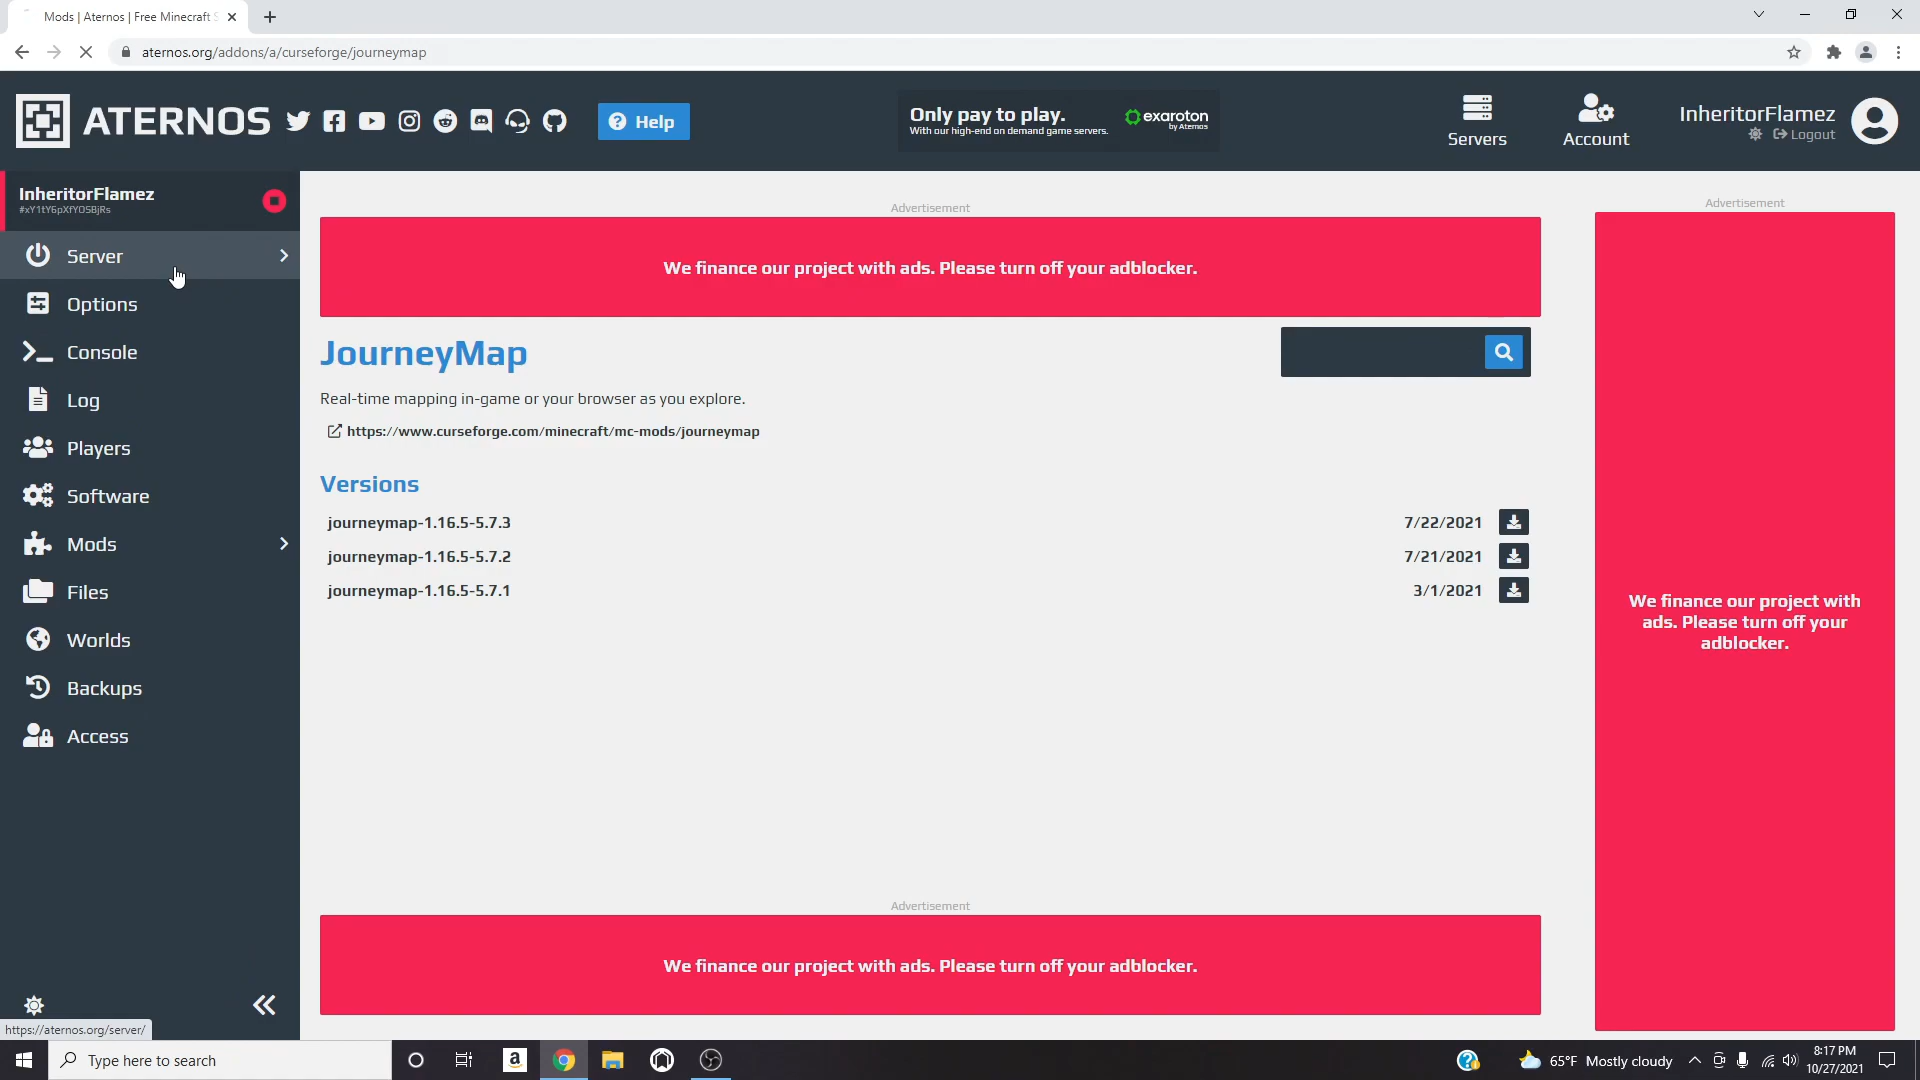 Mods | Aternos | Free Minecraft S
aternos.org/addons/a/curseforge/journeymap
ATERNOS
Help
Only pay to play.
With our high-end on demand game servers.
exaroton
by Aternos
Servers
Account
InheritorFlamez
Logout
InheritorFlamez
#xY1tY6pXfYOSBjRs
Server
Options
Console
Log
Players
Software
Mods
Files
Worlds
Backups
Access
Advertisement
We finance our project with ads. Please turn off your adblocker.
JourneyMap
Real-time mapping in-game or your browser as you explore.
https://www.curseforge.com/minecraft/mc-mods/journeymap
Versions
journeymap-1.16.5-5.7.3 7/22/2021
journeymap-1.16.5-5.7.2 7/21/2021
journeymap-1.16.5-5.7.1 3/1/2021
Advertisement
We finance our project with ads. Please turn off your adblocker.
Advertisement
We finance our project with
ads. Please turn off your
adblocker.
https://aternos.org/server/
Type here to search
a
65°F Mostly cloudy
8:17 PM
10/27/2021